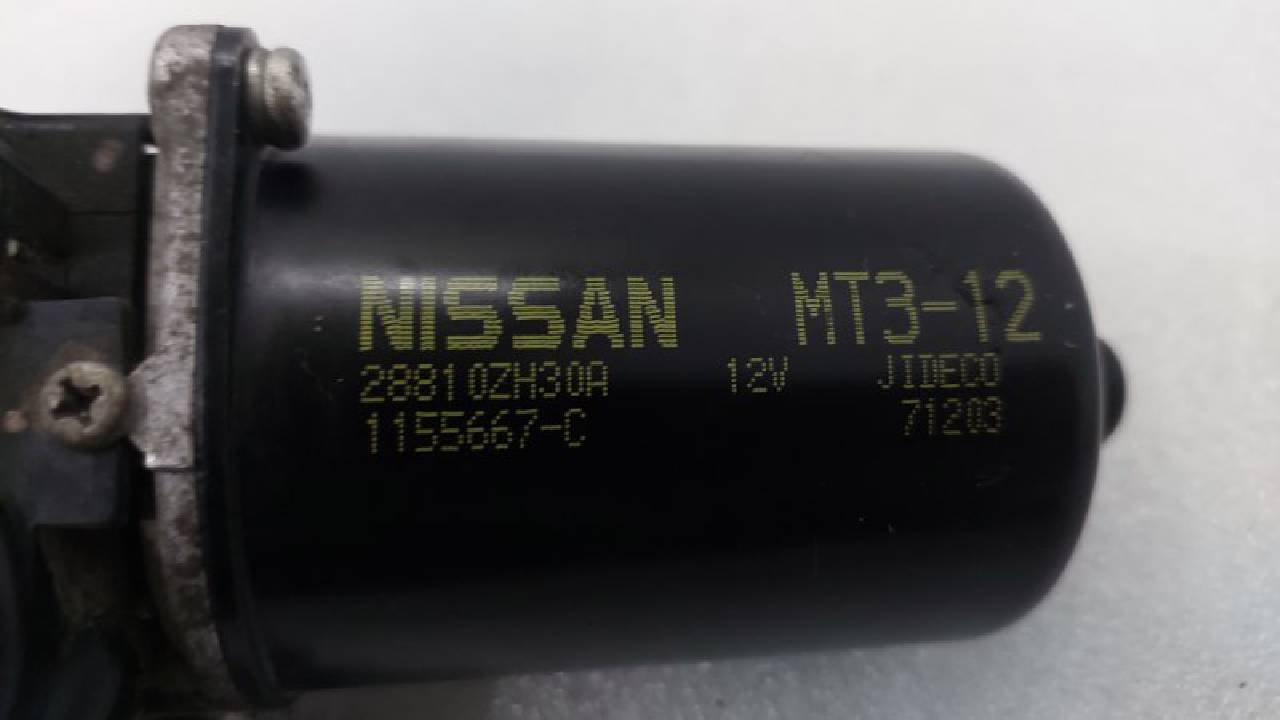 NISSAN MT3-12
28810ZH30A 12V JIDECO
1155667-C 71203